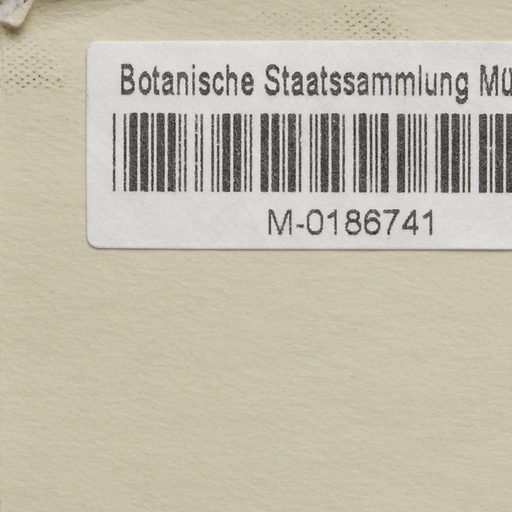 Botanische Staatssammlung Mü
M-0186741